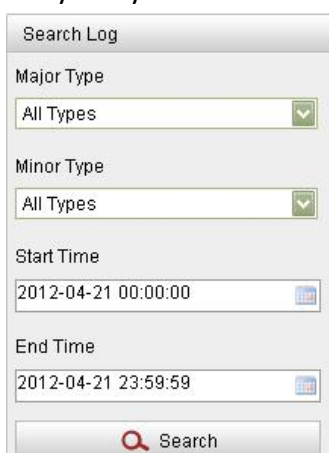 Search Log
Major Type
All Types
Minor Type
All Types
Start Time
2012-04-21 00:00:00
End Time
2012-04-21 23:59:59
Search